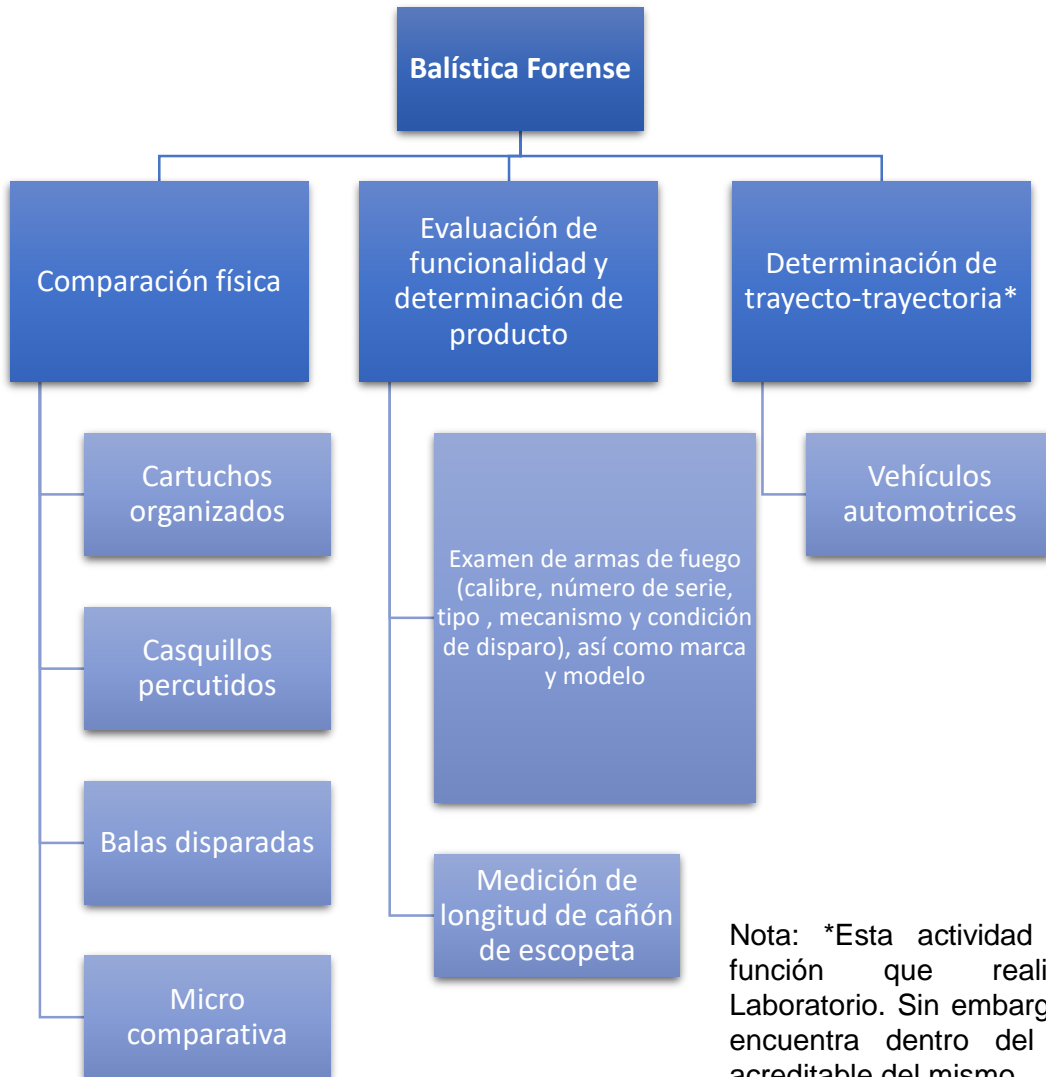 Balística Forense
Comparación física
Evaluación de
funcionalidad y
determinación de
producto
Determinación de
trayecto-trayectoria*
Cartuchos
organizados
Casquillos
percutidos
Balas disparadas
Micro
comparativa
Examen de armas de fuego
(calibre, número de serie,
tipo , mecanismo y condición
de disparo), así como marca
y modelo
Medición de
longitud de cañón
de escopeta
Vehículos
automotrices
Nota: *Esta actividad
función que
Laboratorio. Sin
encuentra dentro del
acreditable del mismo